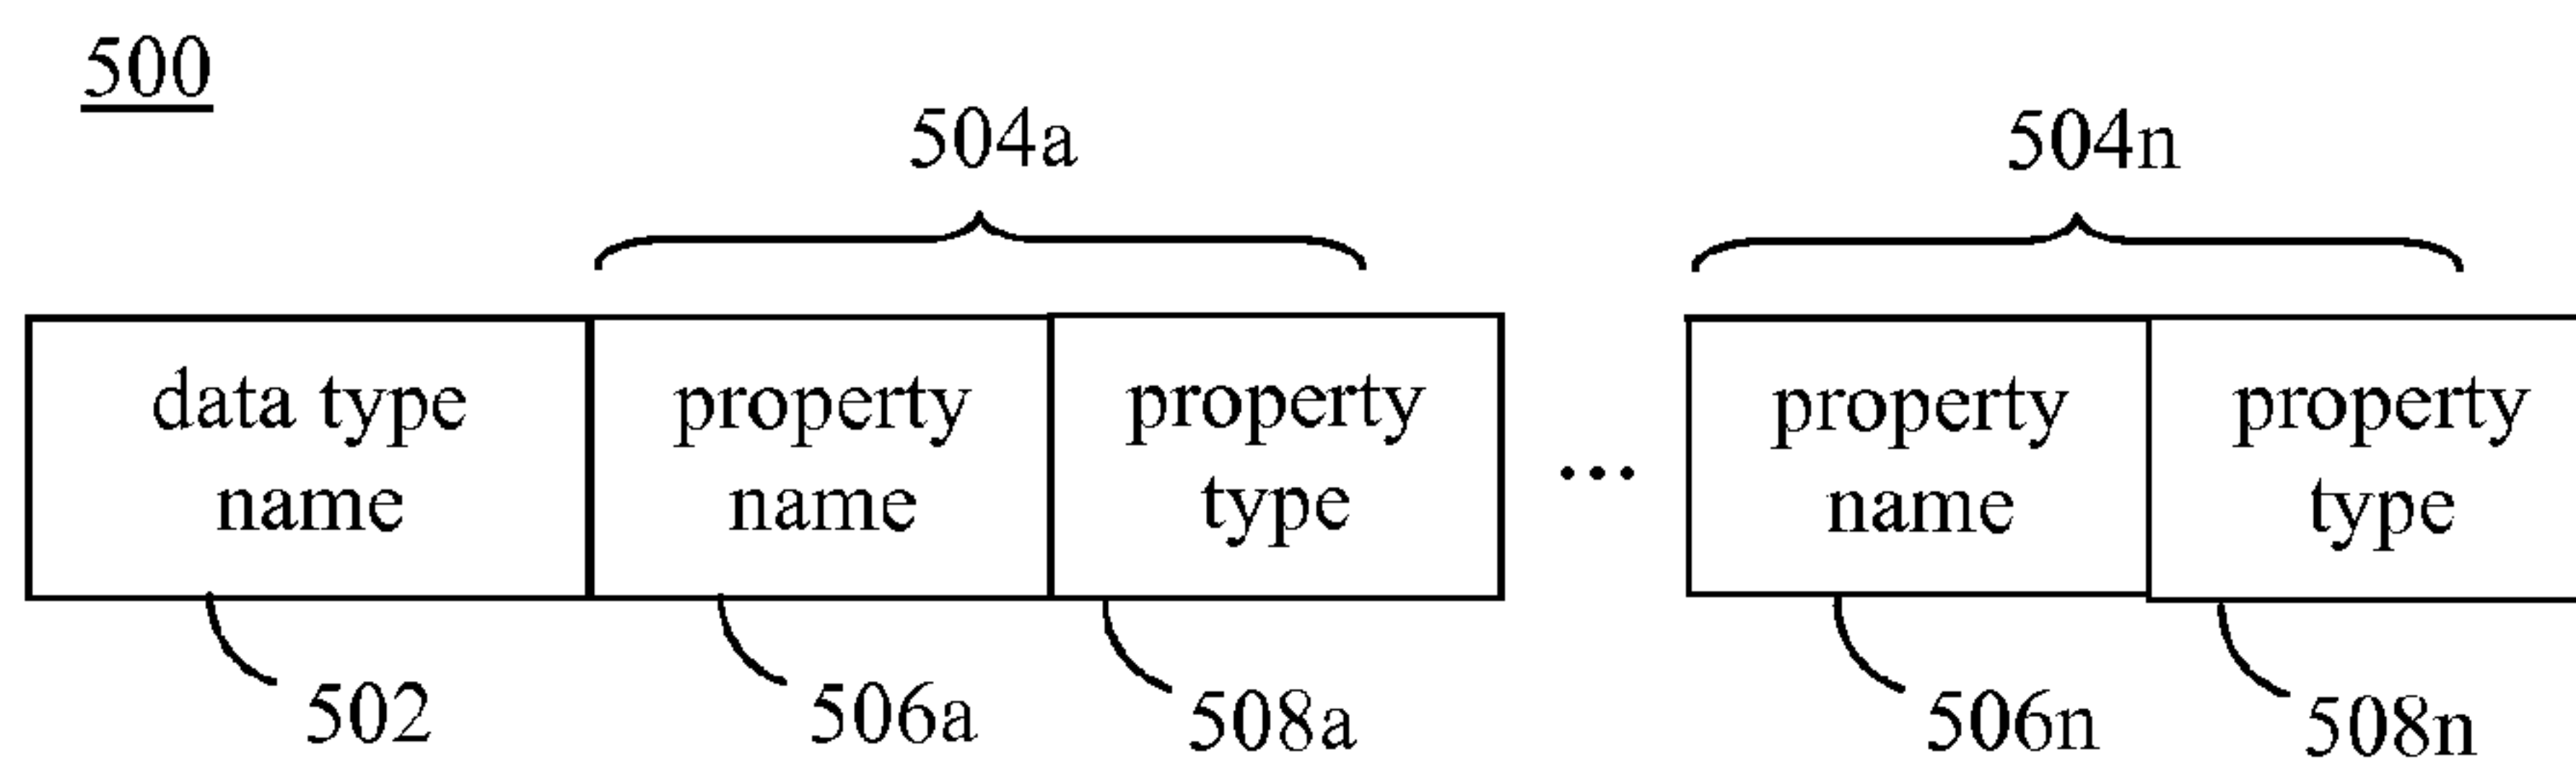 500
504a 504n
data type property property property property
name name type ... name type
502 506a 508a 506n 508n